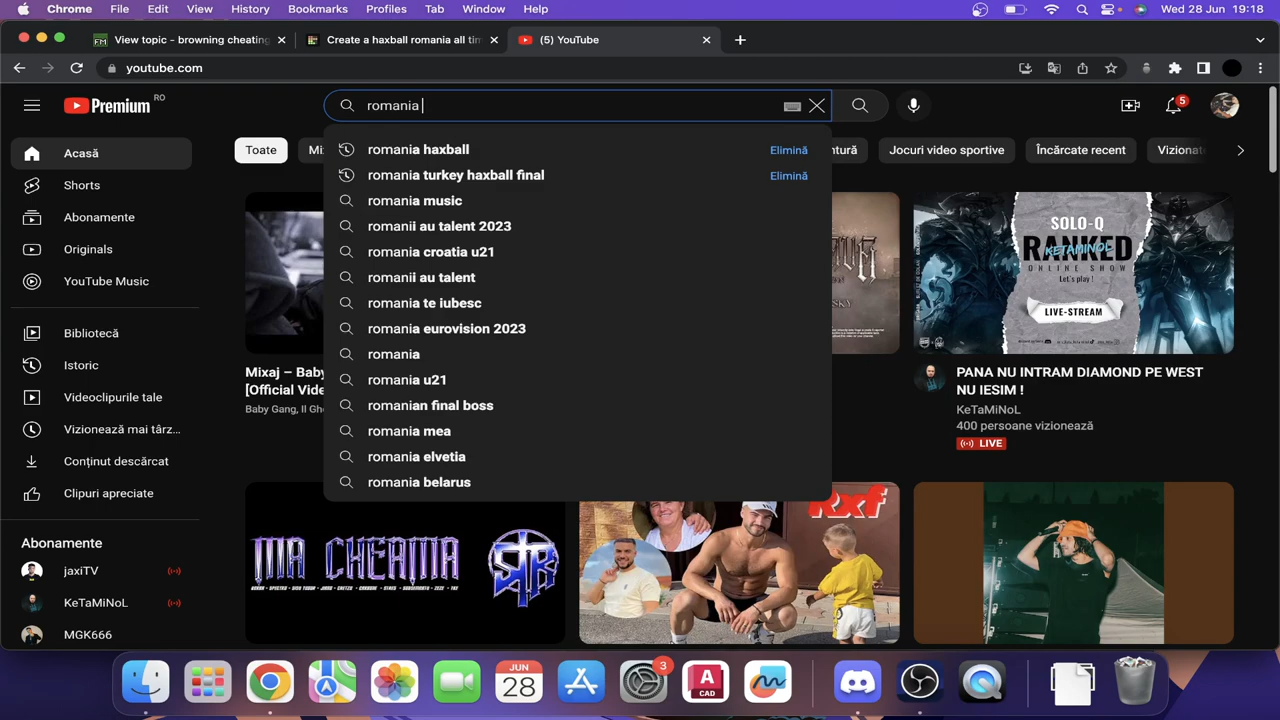 Chrome File Edit View History Bookmarks Profiles Tab Window Help Wed 28 Jun 19:18
View topic - browning cheating
Create a haxball romania all tim
(5) YouTube
youtube.com
Premium RO
romania
5
Acasă
Shorts
Abonamente
Originals
YouTube Music
Bibliotecă
Istoric
Videoclipurile tale
Vizionează mai târz...
Conținut descărcat
Clipuri apreciate
Abonamente
jaxiTV
KeTaMiNoL
MGK666
Toate
Jocuri video sportive
Încărcate recent
romania haxball Elimină
romania turkey haxball final Elimină
romania music
romanii au talent 2023
romania croatia u21
romanii au talent
romania te iubesc
romania eurovision 2023
romania
romania u21
romanian final boss
romania mea
romania elvetia
romania belarus
Mixaj – Baby
[Official Vide
SOLO-Q
RANKED
KETAMINOL
ONLINE SHOW
Let's play !
LIVE-STREAM
PANA NU INTRAM DIAMOND PE WEST
NU IESIM !
KeTaMiNoL
400 persoane vizionează
LIVE
MA CHEAMA
Rxf
JUN
28
3
A
CAD